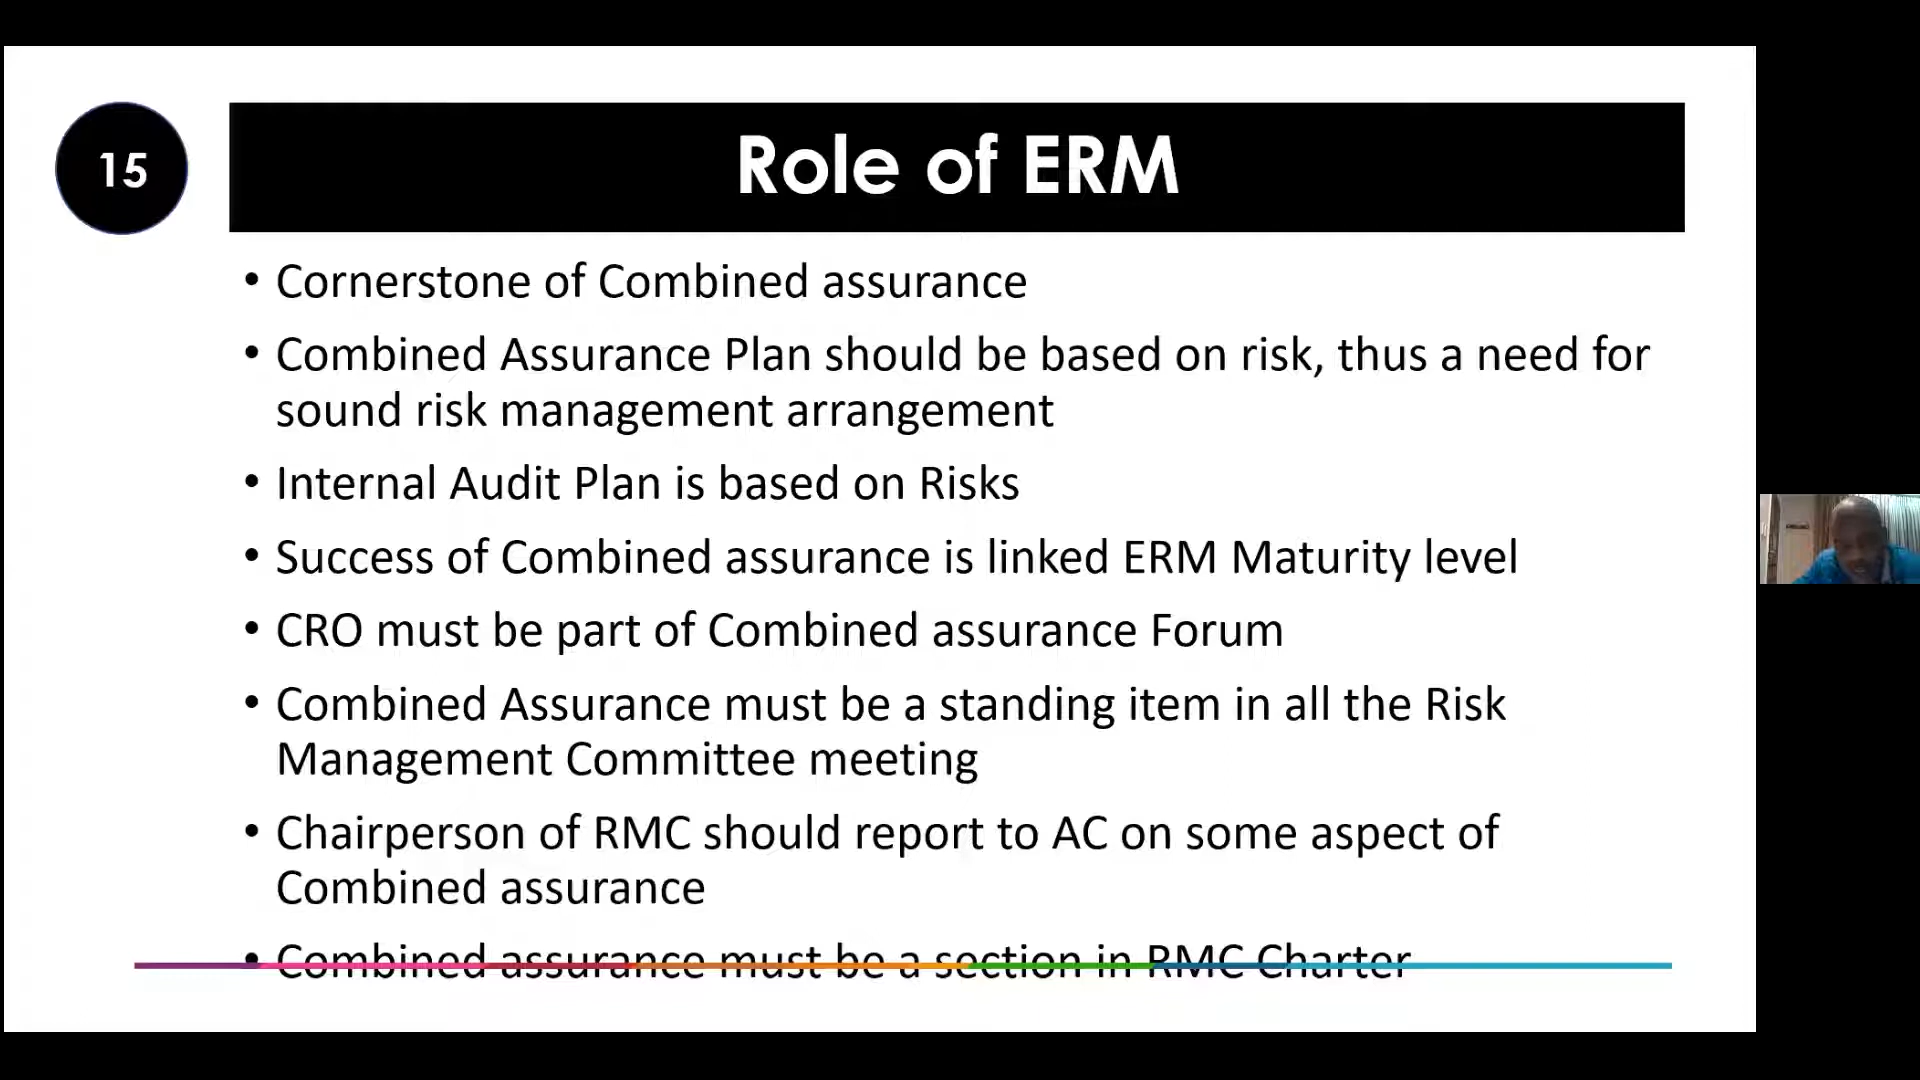 15
Role of ERM
• Cornerstone of Combined assurance
• Combined Assurance Plan should be based on risk, thus a need for
sound risk management arrangement
• Internal Audit Plan is based on Risks
• Success of Combined assurance is linked ERM Maturity level
• CRO must be part of Combined assurance Forum
• Combined Assurance must be a standing item in all the Risk
Management Committee meeting
• Chairperson of RMC should report to AC on some aspect of
Combined assurance
• Combined assurance must be a section in RMC Charter